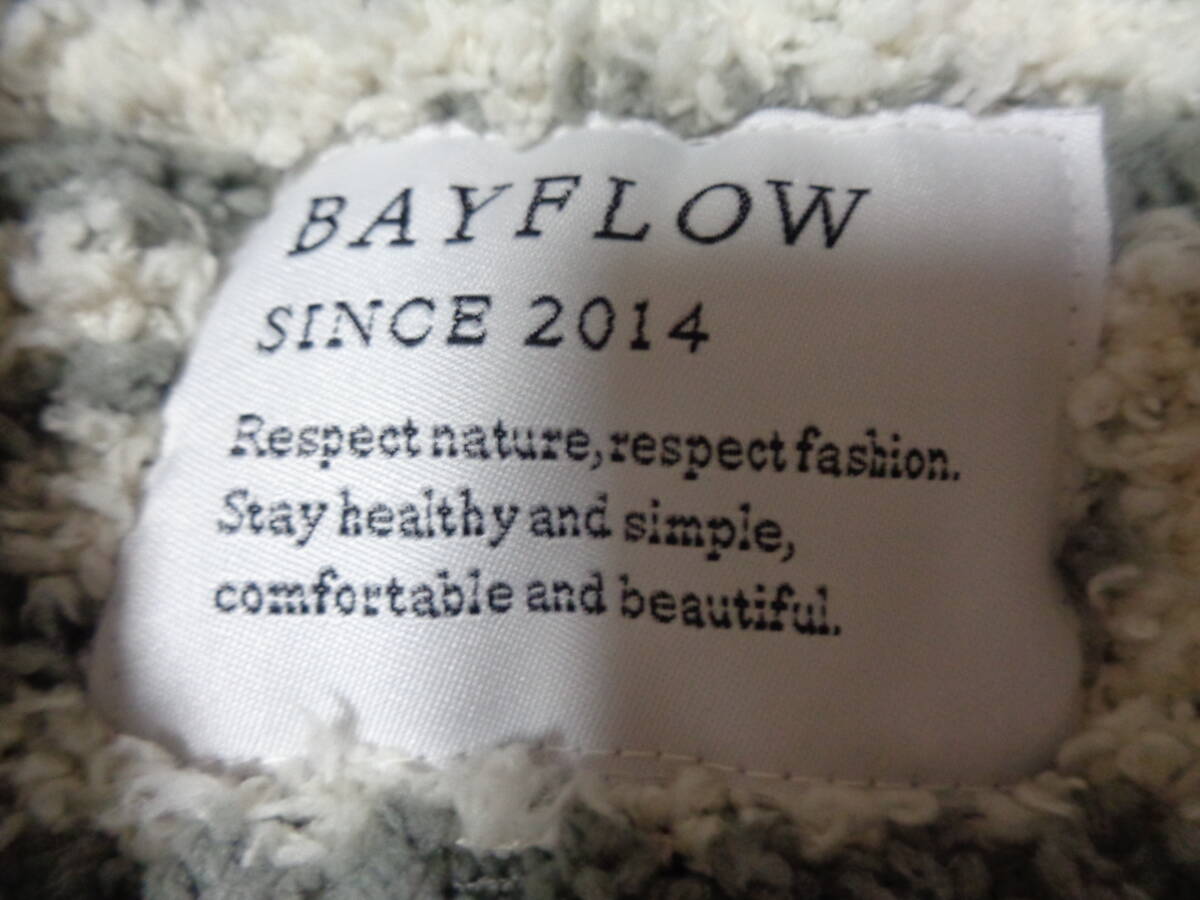 BAYFLOW
SINCE 2014
Respect nature, respect fashion.
Stay healthy and simple,
comfortable and beautiful.